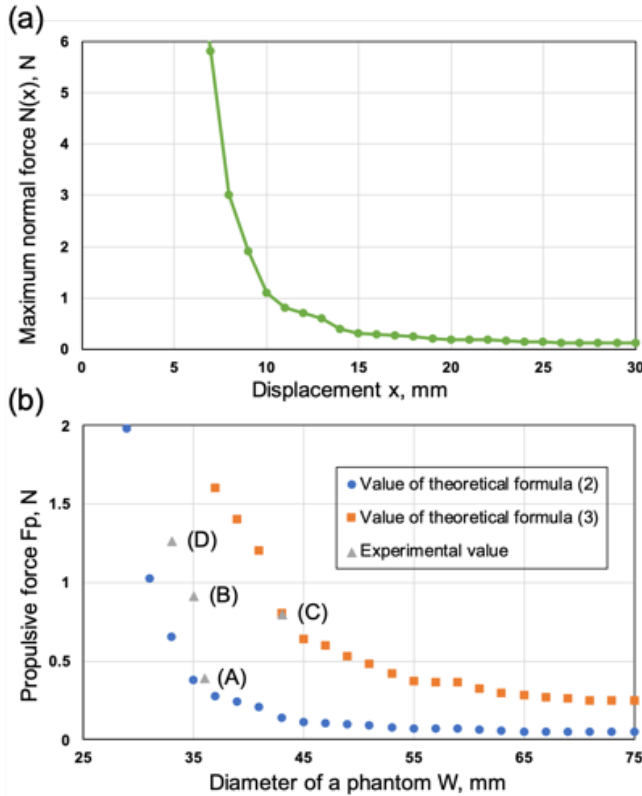 (a)
Maximum normal force N(x), N
6
5
4
3
2
1
0
0
5
10
15
20
25
30
Displacement x, mm
(b)
Propulsive force Fp, N
2
1.5
1
0.5
0
Value of theoretical formula (2)
Value of theoretical formula (3)
Experimental value
(D)
(B)
(C)
(A)
25
35
45
55
65
75
Diameter of a phantom W, mm